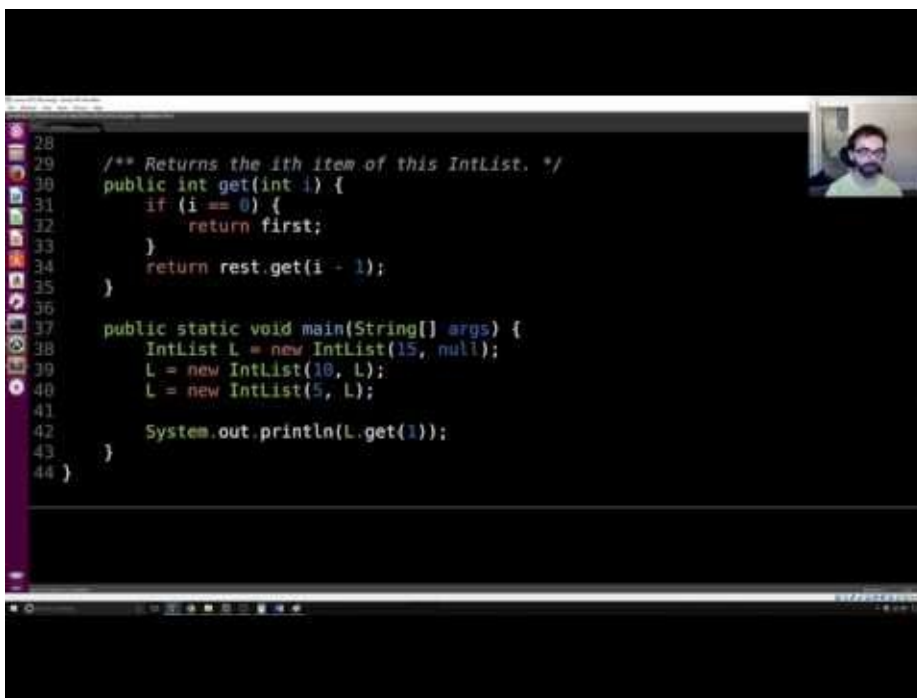 28
29 /** Returns the ith item of this IntList. */
30 public int get(int i) {
31 if (i == 0) {
32 return first;
33 }
34 return rest.get(i - 1);
35 }
36
37 public static void main(String[] args) {
38 IntList L = new IntList(15, null);
39 L = new IntList(10, L);
40 L = new IntList(5, L);
41
42 System.out.println(L.get(1));
43 }
44 }